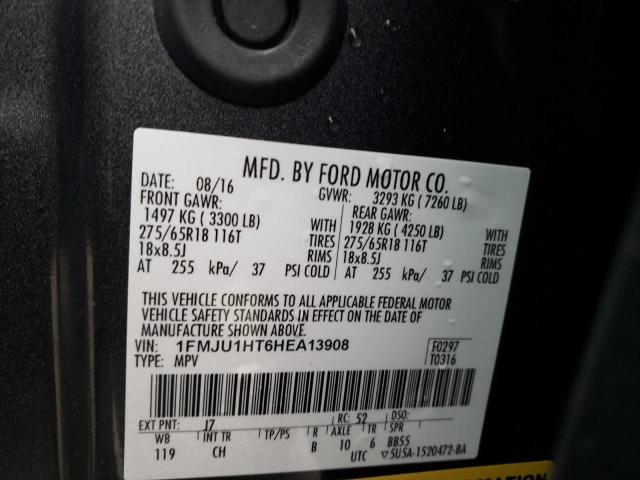 MFD. BY FORD MOTOR CO.
DATE: 08/16 GVWR: 3293 KG ( 7260 LB)
FRONT GAWR: REAR GAWR:
1497 KG ( 3300 LB) WITH 1928 KG ( 4250 LB) WITH
275/65R18 116T TIRES 275/65R18 116T TIRES
18x8.5J RIMS 18x8.5J RIMS
AT 255 kPa/ 37 PSI COLD AT 255 kPa/ 37 PSI COLD
THIS VEHICLE CONFORMS TO ALL APPLICABLE FEDERAL MOTOR
VEHICLE SAFETY STANDARDS IN EFFECT ON THE DATE OF
MANUFACTURE SHOWN ABOVE.
VIN: 1FMJU1HT6HEA13908 F0297
TYPE: MPV T0316
EXT PNT: J7 RC: 52 DSO:
WB INT TR TP/PS R AXLE TR SPR
119 CH B 10 6 BB55
UTC 5U5A-1520472-BA